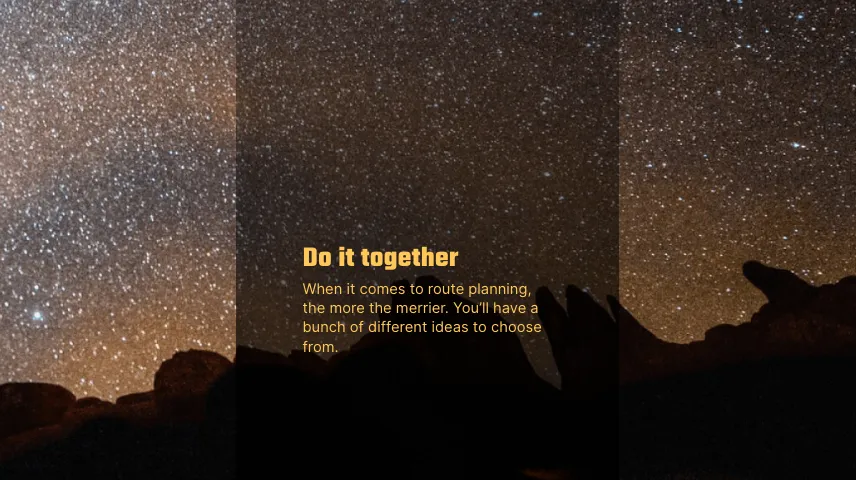 Do it together
When it comes to route planning,
the more the merrier. You'll have a
bunch of different ideas to choose
from.